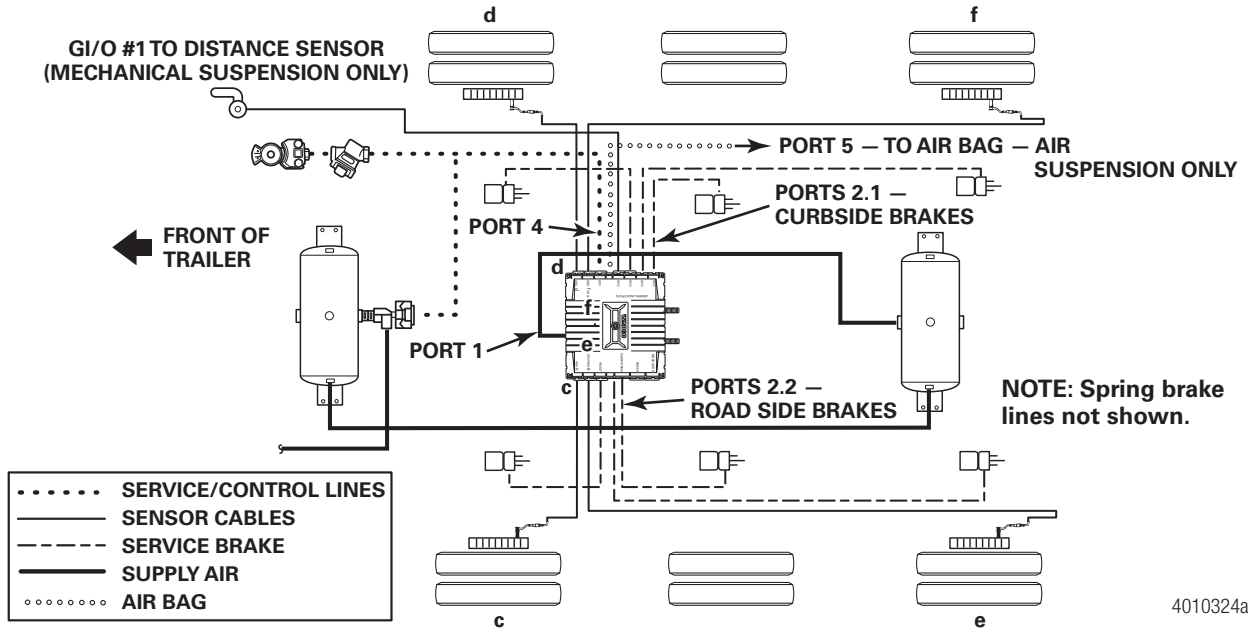 d
f
GI/O #1 TO DISTANCE SENSOR
(MECHANICAL SUSPENSION ONLY)
PORT 5 — TO AIR BAG — AIR
SUSPENSION ONLY
PORTS 2.1 —
CURBSIDE BRAKES
PORT 4
FRONT OF
TRAILER
d
f
e
PORT 1
c
PORTS 2.2 —
ROAD SIDE BRAKES
NOTE: Spring brake
lines not shown.
SERVICE/CONTROL LINES
SENSOR CABLES
SERVICE BRAKE
SUPPLY AIR
AIR BAG
c
e
4010324a